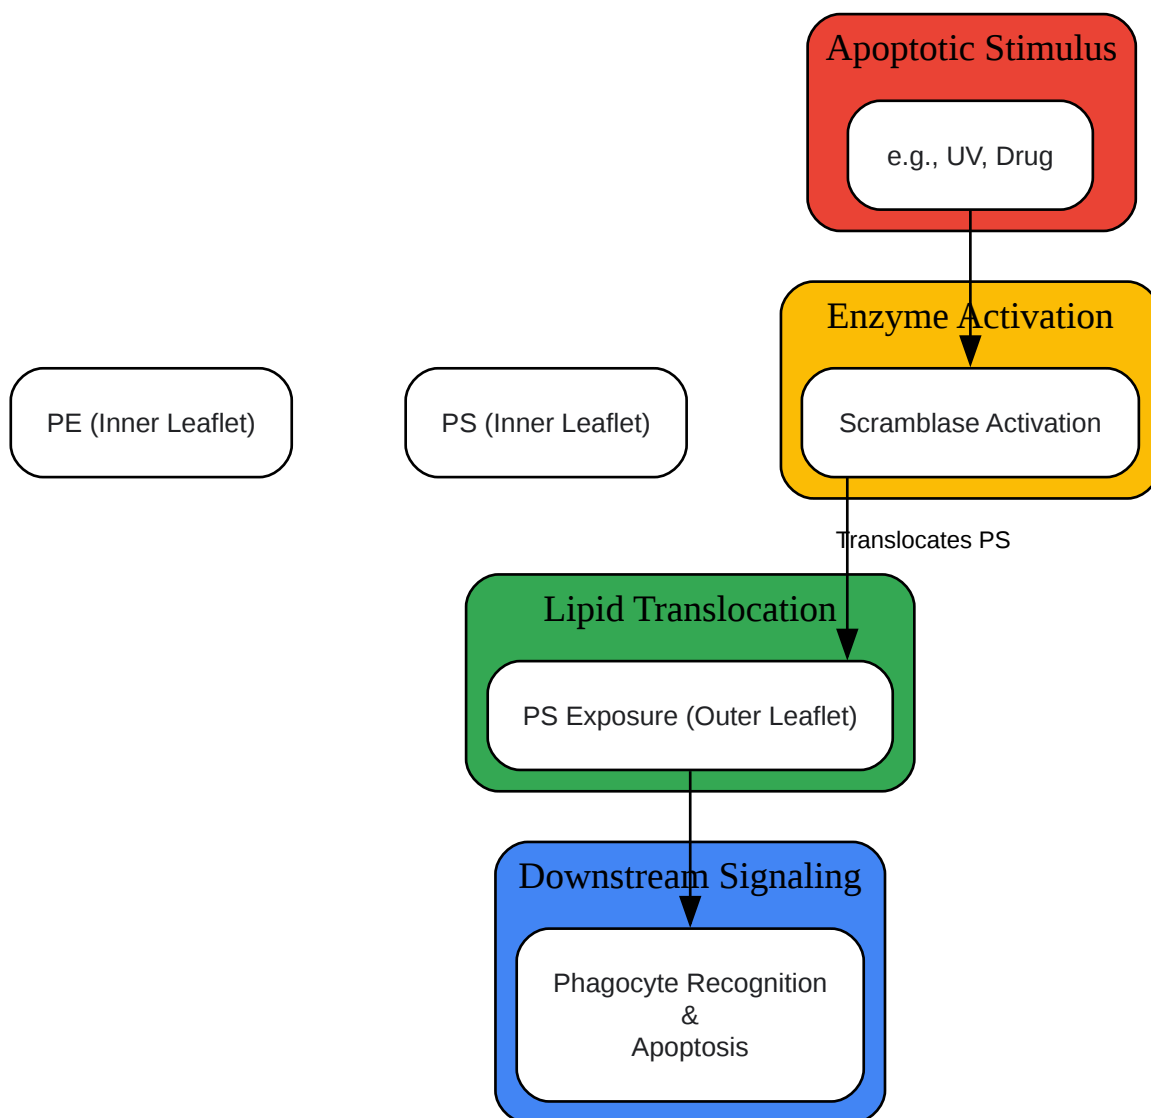 Apoptotic Stimulus
e.g., UV, Drug
Enzyme Activation
PE (Inner Leaflet)
PS (Inner Leaflet)
Scramblase Activation
Translocates PS
Lipid Translocation
PS Exposure (Outer Leaflet)
Downstream Signaling
Phagocyte Recognition
&
Apoptosis